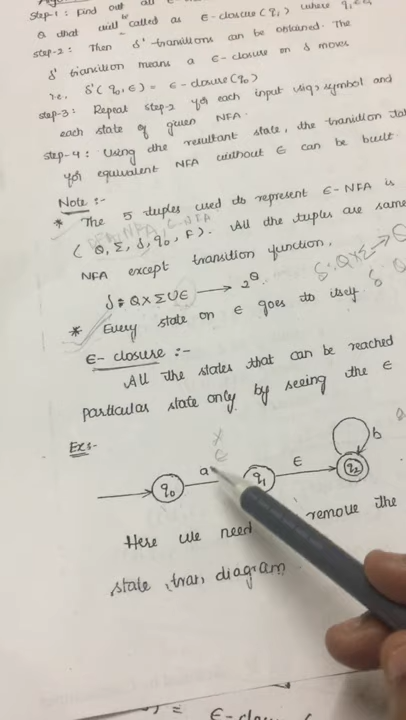 Step-1: Find out all
Q that will called as ε-closure(qi) where qi ∈ Q
Step-2: Then δ' transitions can be obtained. The
δ' transition means a ε-closure on δ moves
i.e. δ'(q0, ε) = ε-closure(q0)
Step-3: Repeat step-2 for each input symbol and
each state of given NFA.
Step-4: Using the resultant state, the transition
for equivalent NFA without ε can be built.
Note :-
* The 5 tuples used to represent ε-NFA is
(Q, Σ, δ, q0, F). All the tuples are same
NFA except transition function.
δ: Q×Σ∪ε → 2^Q
δ: Q×Σ → Q
* Every state on ε goes to itself
ε-closure :-
All the states that can be reached
particular state only by seeing the ε
Ex:-
q0 a q1 ε q2 b
Here we need remove the
state, diagram
ε-clos